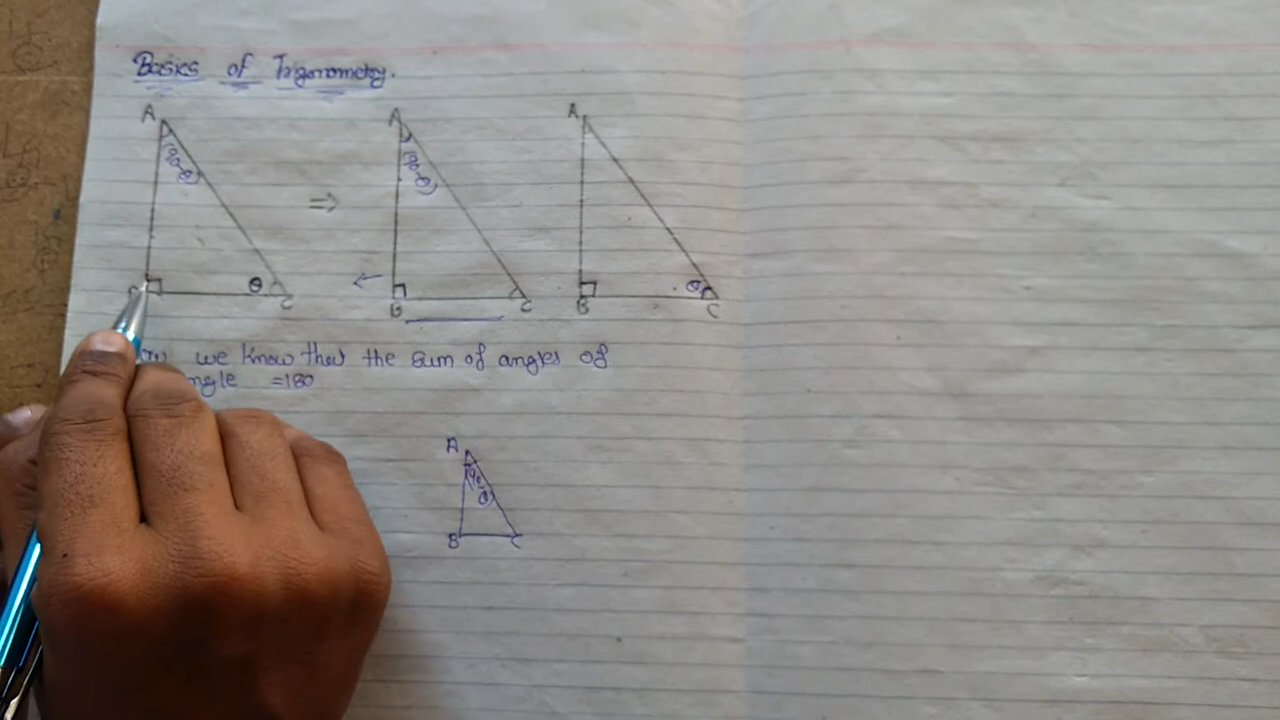 Basics of Trigonometry.
A A A
(90-θ) (90-θ)
⇒
θ θ
←
C B C B C
we know that the sum of angles of
=180
A
(90-θ)
B C